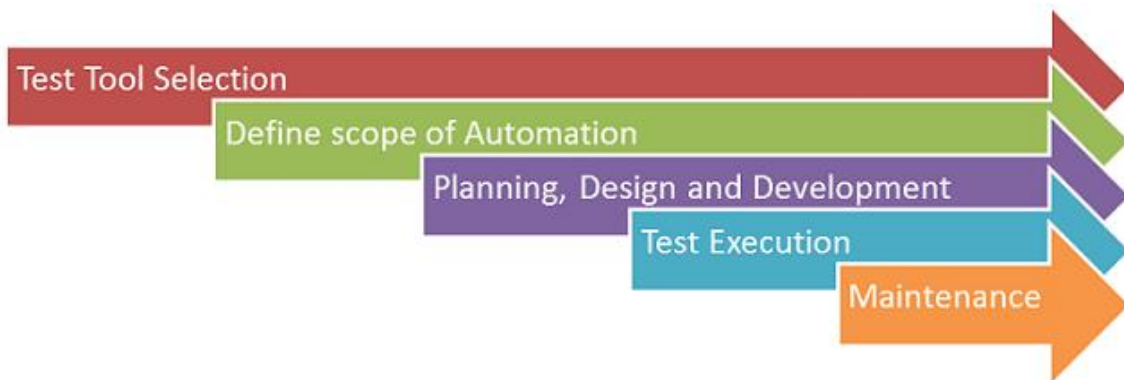 Test Tool Selection
Define scope of Automation
Planning, Design and Development
Test Execution
Maintenance